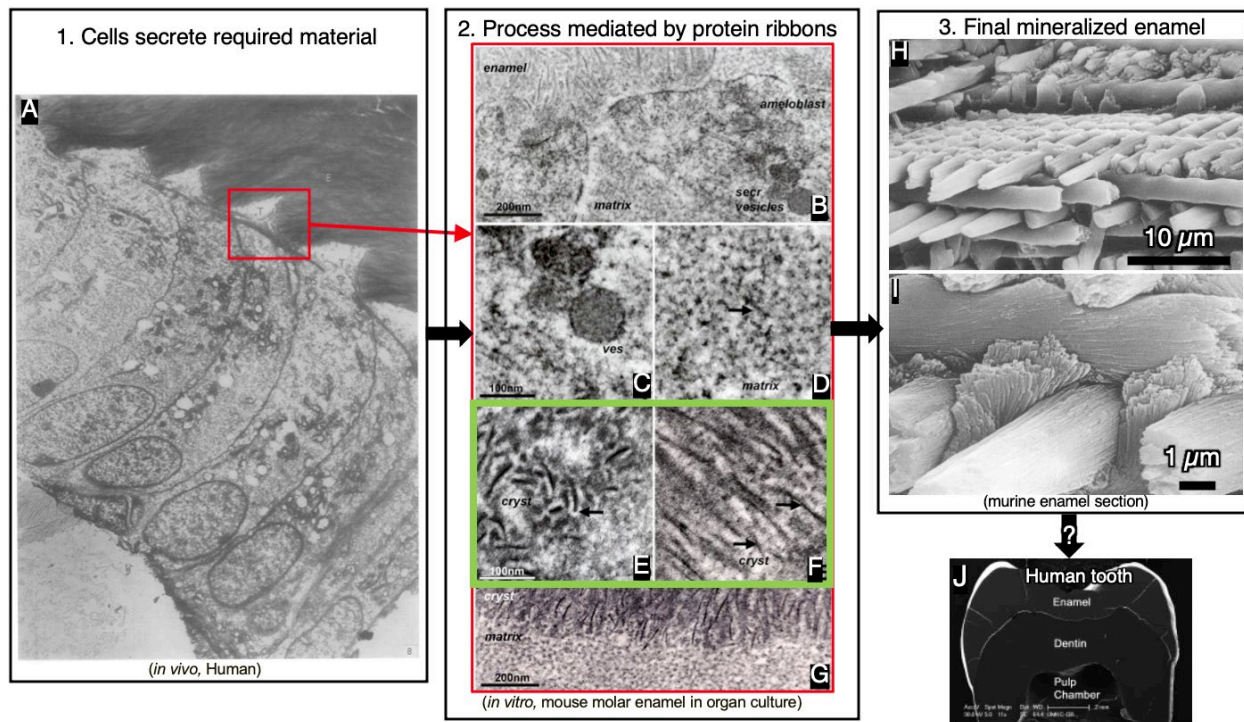 1. Cells secrete required material
A
E
T
T
B
(in vivo, Human)
2. Process mediated by protein ribbons
enamel
ameloblast
secr
vesicles
matrix
200nm
B
ves
100nm
C
matrix
D
cryst
100nm
E
cryst
F
cryst
matrix
200nm
G
(in vitro, mouse molar enamel in organ culture)
3. Final mineralized enamel
H
10 µm
I
1 µm
(murine enamel section)
?
J
Human tooth
Enamel
Dentin
Pulp
Chamber